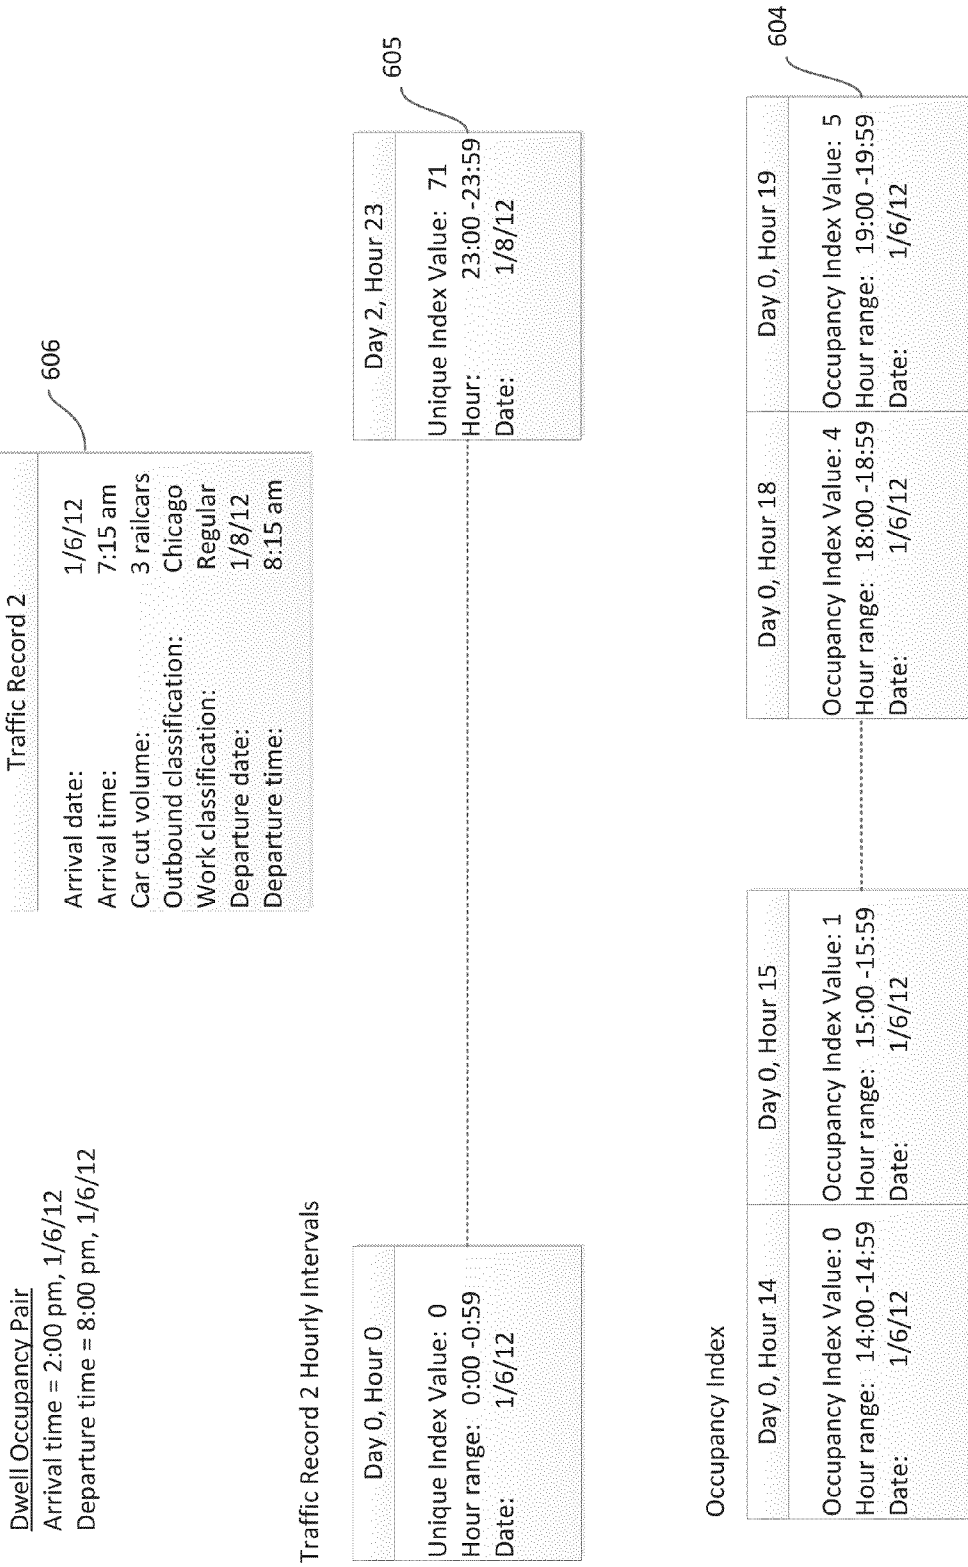 Dwell Occupancy Pair
Arrival time = 2:00 pm, 1/6/12
Departure time = 8:00 pm, 1/6/12
Traffic Record 2
Arrival date: 1/6/12
Arrival time: 7:15 am
Car cut volume: 3 railcars
Outbound classification: Chicago
Work classification: Regular
Departure date: 1/8/12
Departure time: 8:15 am
606
Traffic Record 2 Hourly Intervals
Day 0, Hour 0
Unique Index Value: 0
Hour range: 0:00 -0:59
Date: 1/6/12
Day 2, Hour 23
Unique Index Value: 71
Hour: 23:00 -23:59
Date: 1/8/12
605
Occupancy Index
Day 0, Hour 14
Occupancy Index Value: 0
Hour range: 14:00 -14:59
Date: 1/6/12
Day 0, Hour 15
Occupancy Index Value: 1
Hour range: 15:00 -15:59
Date: 1/6/12
Day 0, Hour 18
Occupancy Index Value: 4
Hour range: 18:00 -18:59
Date: 1/6/12
Day 0, Hour 19
Occupancy Index Value: 5
Hour range: 19:00 -19:59
Date: 1/6/12
604